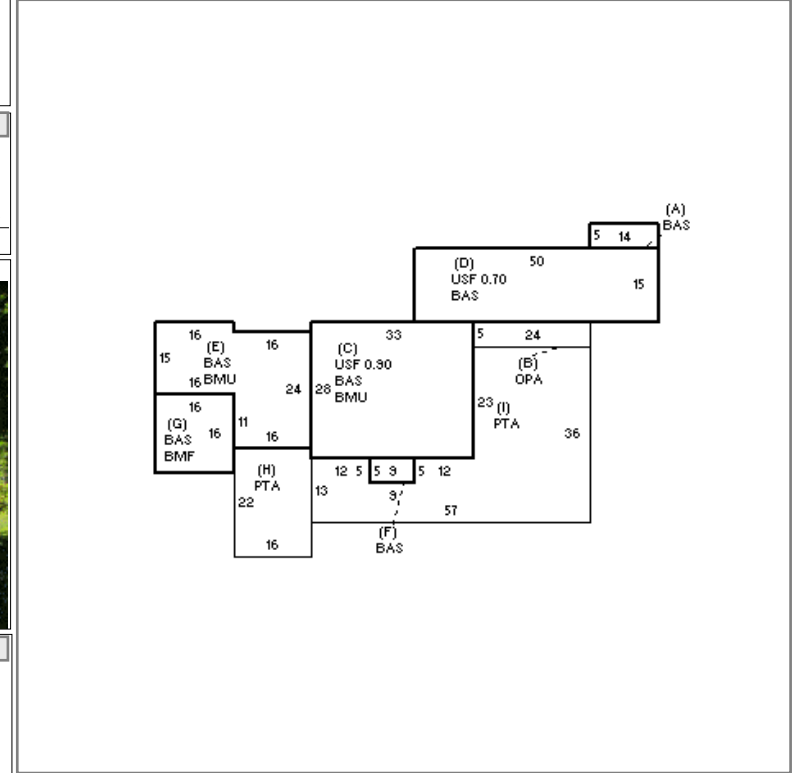 (A)
BAS
5 14
(D)
USF 0.70
BAS
50
15
16
16
15
(E)
BAS
BMU
16
24
11
16
33
(C)
USF 0.90
BAS
BMU
28
5 24
(B)
OPA
23
(I)
PTA
36
16
(G)
BAS
BMF
16
(H)
PTA
22
16
12 5 5 9 5 12
13
9
57
(F)
BAS